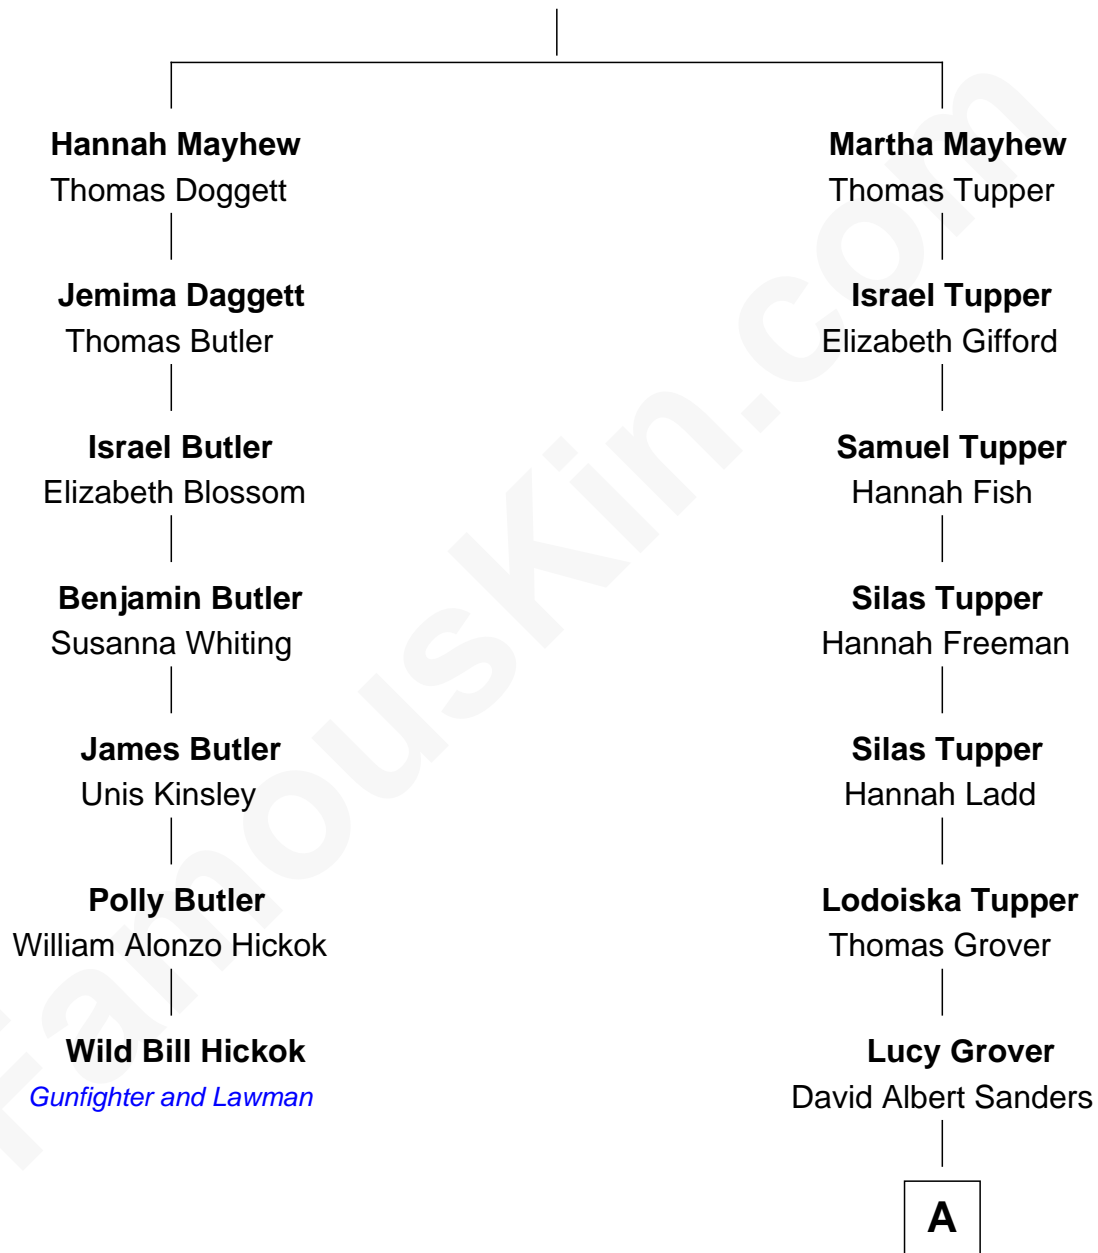 Hannah Mayhew
Thomas Doggett
Jemima Daggett
Thomas Butler
Israel Butler
Elizabeth Blossom
Benjamin Butler
Susanna Whiting
James Butler
Unis Kinsley
Polly Butler
William Alonzo Hickok
Wild Bill Hickok
Gunfighter and Lawman
Martha Mayhew
Thomas Tupper
Israel Tupper
Elizabeth Gifford
Samuel Tupper
Hannah Fish
Silas Tupper
Hannah Freeman
Silas Tupper
Hannah Ladd
Lodoiska Tupper
Thomas Grover
Lucy Grover
David Albert Sanders
A
FamousKin.com